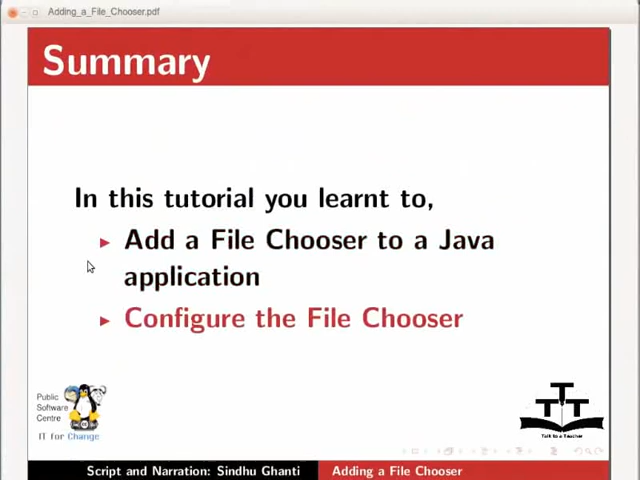 Adding_a_File_Chooser.pdf
Summary
In this tutorial you learnt to,
Add a File Chooser to a Java
application
Configure the File Chooser
Public
Software
Centre
IT for Change
TTT
Talk to a Teacher
Script and Narration: Sindhu Ghanti Adding a File Chooser